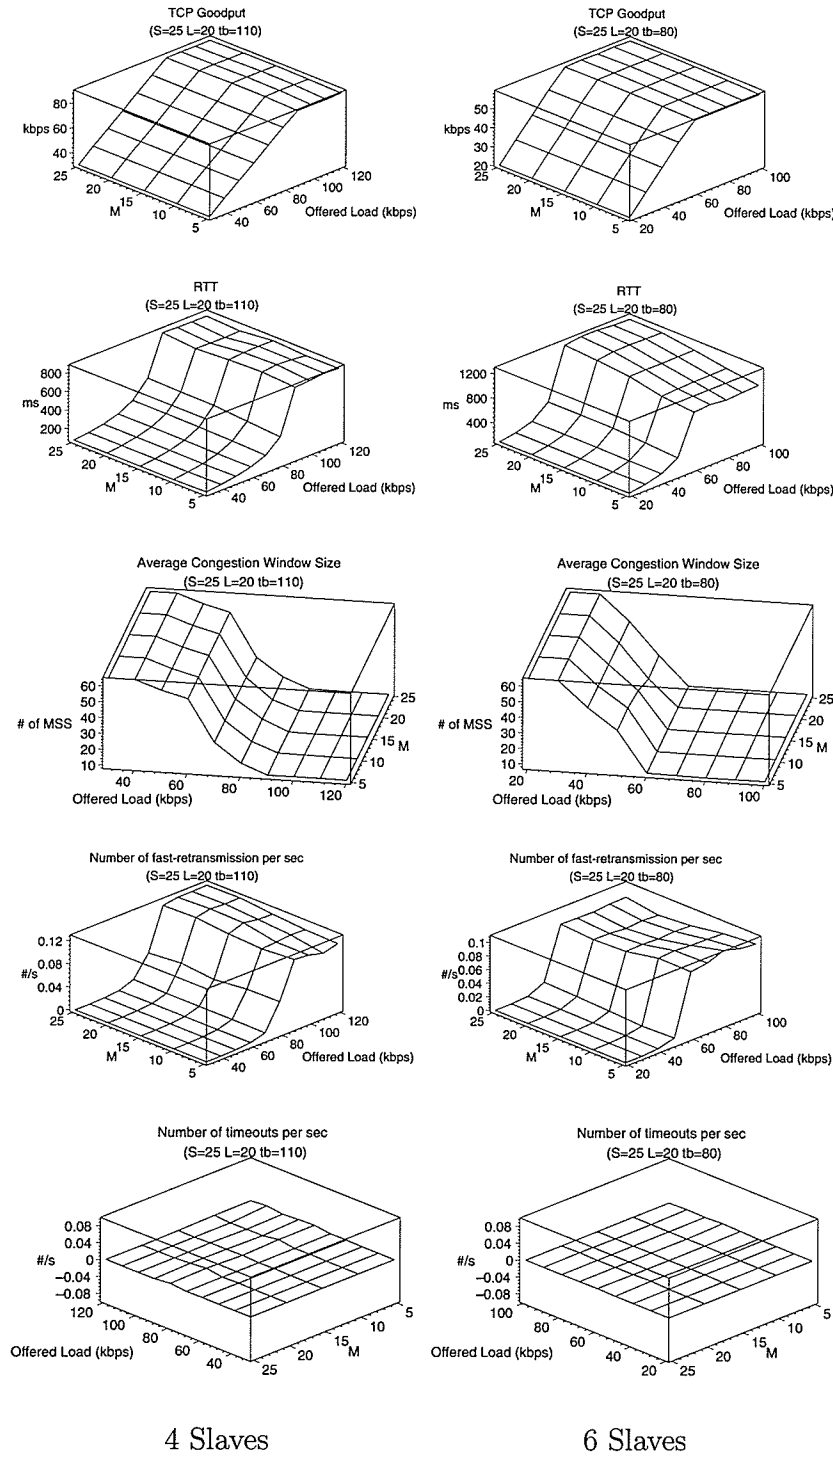 TCP Goodput
(S=25 L=20 tb=110)
80
kbps 60
40
25
20
15
M
10
5
40
60
80
100
120
Offered Load (kbps)
TCP Goodput
(S=25 L=20 tb=80)
50
kbps 40
30
20
25
20
15
M
10
5
20
40
60
80
100
Offered Load (kbps)
RTT
(S=25 L=20 tb=110)
800
600
ms
400
200
25
20
15
M
10
5
40
60
80
100
120
Offered Load (kbps)
RTT
(S=25 L=20 tb=80)
1200
800
ms
400
25
20
15
M
10
5
20
40
60
80
100
Offered Load (kbps)
Average Congestion Window Size
(S=25 L=20 tb=110)
60
50
40
# of MSS
30
20
10
40
60
80
100
120
Offered Load (kbps)
5
10
15
M
20
25
Average Congestion Window Size
(S=25 L=20 tb=80)
60
50
40
# of MSS
30
20
10
20
40
60
80
100
Offered Load (kbps)
5
10
15
M
20
25
Number of fast-retransmission per sec
(S=25 L=20 tb=110)
0.12
0.08
#/s
0.04
0
25
20
15
M
10
5
40
60
80
100
120
Offered Load (kbps)
Number of fast-retransmission per sec
(S=25 L=20 tb=80)
0.1
0.08
#/s 0.06
0.04
0.02
0
25
20
15
M
10
5
20
40
60
80
100
Offered Load (kbps)
Number of timeouts per sec
(S=25 L=20 tb=110)
0.08
0.04
#/s
0
−0.04
−0.08
120
100
80
60
40
Offered Load (kbps)
25
20
15
M
10
5
Number of timeouts per sec
(S=25 L=20 tb=80)
0.08
0.04
#/s
0
−0.04
−0.08
100
80
60
40
20
Offered Load (kbps)
25
20
15
M
10
5
4 Slaves
6 Slaves